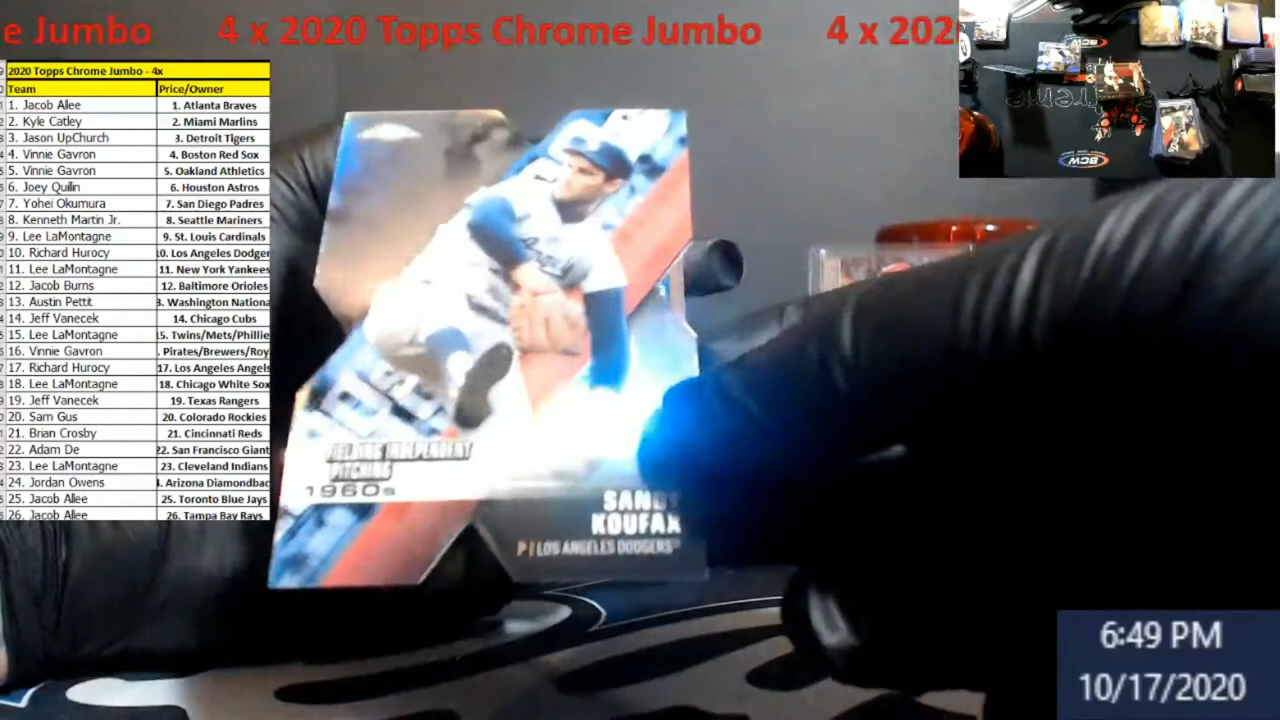 e Jumbo 4 x 2020 Topps Chrome Jumbo 4 x 202
2020 Topps Chrome Jumbo - 4x
Team Price/Owner
1. Jacob Allee 1. Atlanta Braves
2. Kyle Catley 2. Miami Marlins
3. Jason UpChurch 3. Detroit Tigers
4. Vinnie Gavron 4. Boston Red Sox
5. Vinnie Gavron 5. Oakland Athletics
6. Joey Quilin 6. Houston Astros
7. Yohei Okumura 7. San Diego Padres
8. Kenneth Martin Jr. 8. Seattle Mariners
9. Lee LaMontagne 9. St. Louis Cardinals
10. Richard Hurocy 10. Los Angeles Dodger
11. Lee LaMontagne 11. New York Yankees
12. Jacob Burns 12. Baltimore Orioles
13. Austin Pettit 3. Washington Nationa
14. Jeff Vanecek 14. Chicago Cubs
15. Lee LaMontagne 15. Twins/Mets/Phillie
16. Vinnie Gavron . Pirates/Brewers/Roy
17. Richard Hurocy 17. Los Angeles Angels
18. Lee LaMontagne 18. Chicago White Sox
19. Jeff Vanecek 19. Texas Rangers
20. Sam Gus 20. Colorado Rockies
21. Brian Crosby 21. Cincinnati Reds
22. Adam De 22. San Francisco Giant
23. Lee LaMontagne 23. Cleveland Indians
24. Jordan Owens . Arizona Diamondbac
25. Jacob Allee 25. Toronto Blue Jays
26. Jacob Allee 26. Tampa Bay Rays
FIELDING INDEPENDENT
PITCHING
1960s
SANDY
KOUFAX
P | LOS ANGELES DODGERS™
BCW
BCW
6:49 PM
10/17/2020